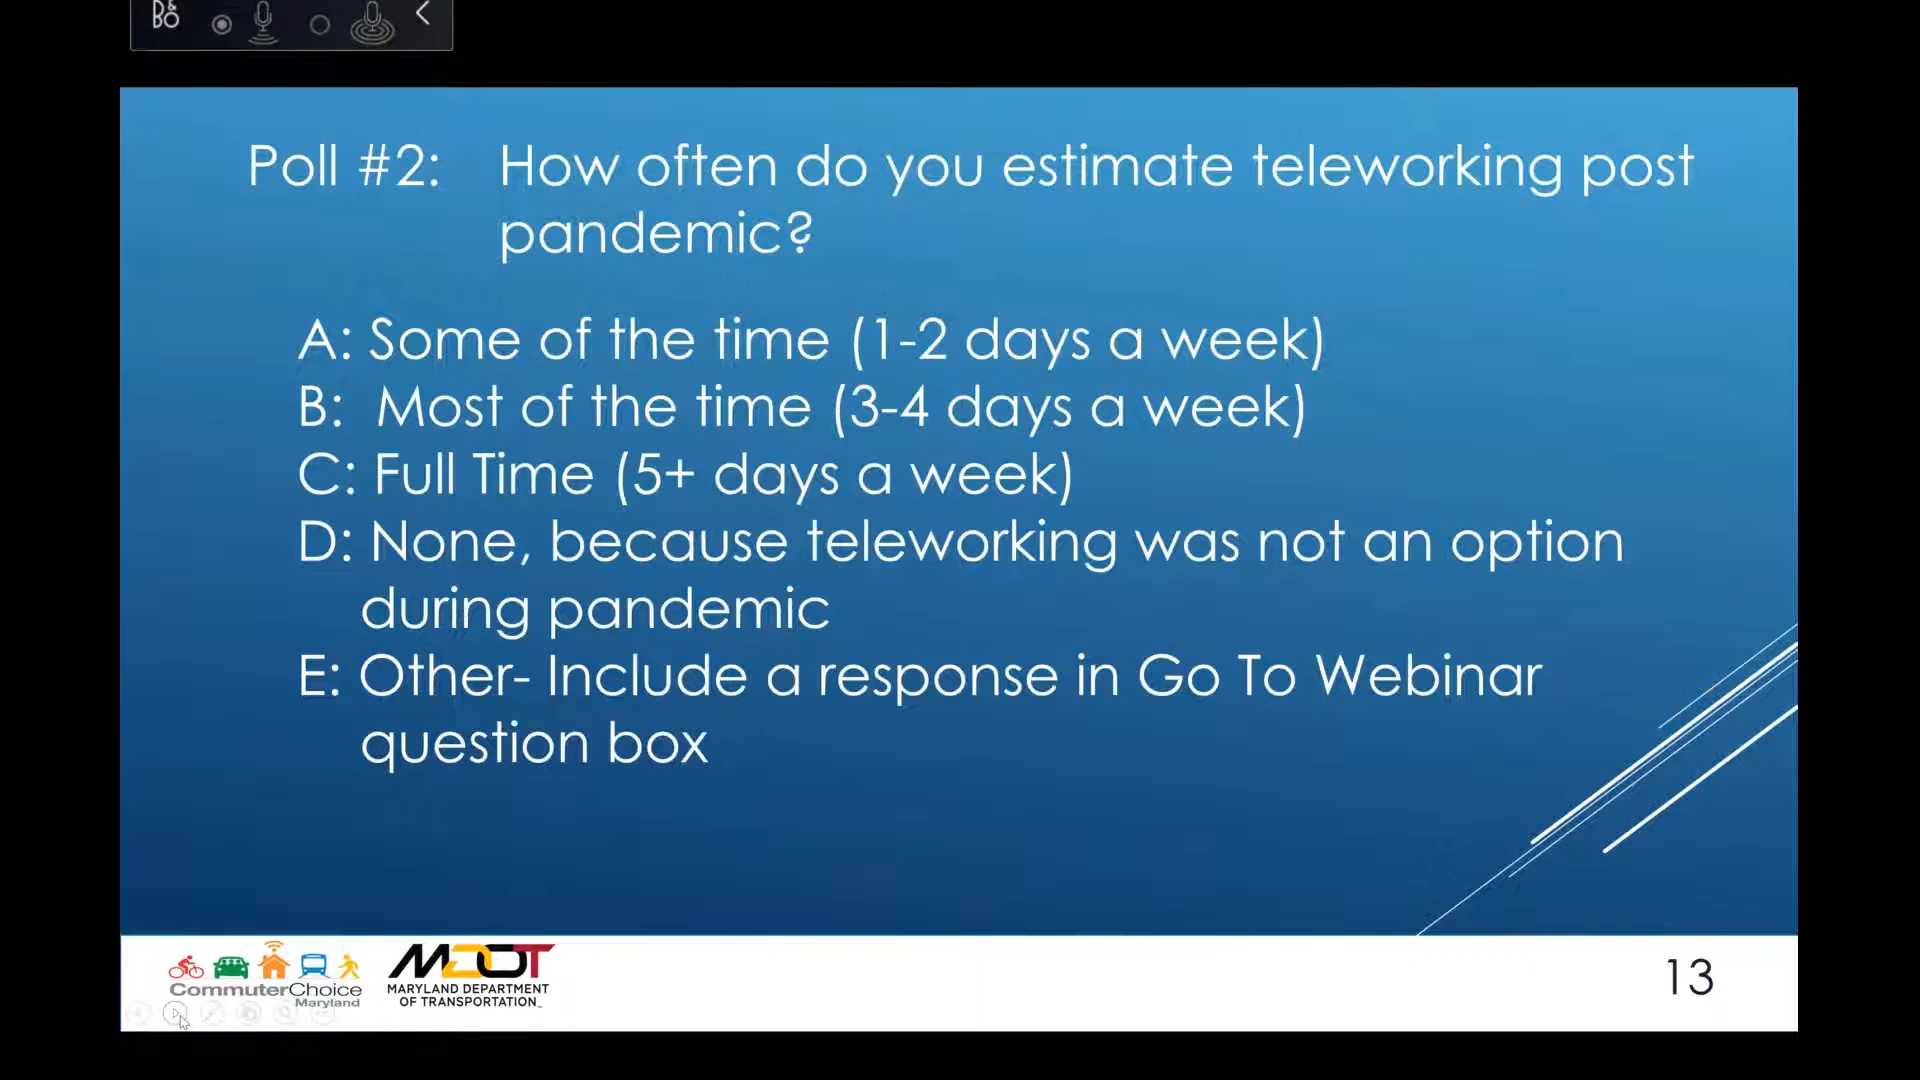 B&O
Poll #2: How often do you estimate teleworking post
pandemic?
A: Some of the time (1-2 days a week)
B: Most of the time (3-4 days a week)
C: Full Time (5+ days a week)
D: None, because teleworking was not an option
during pandemic
E: Other- Include a response in Go To Webinar
question box
CommuterChoice
Maryland
MDOT
MARYLAND DEPARTMENT
OF TRANSPORTATION
13